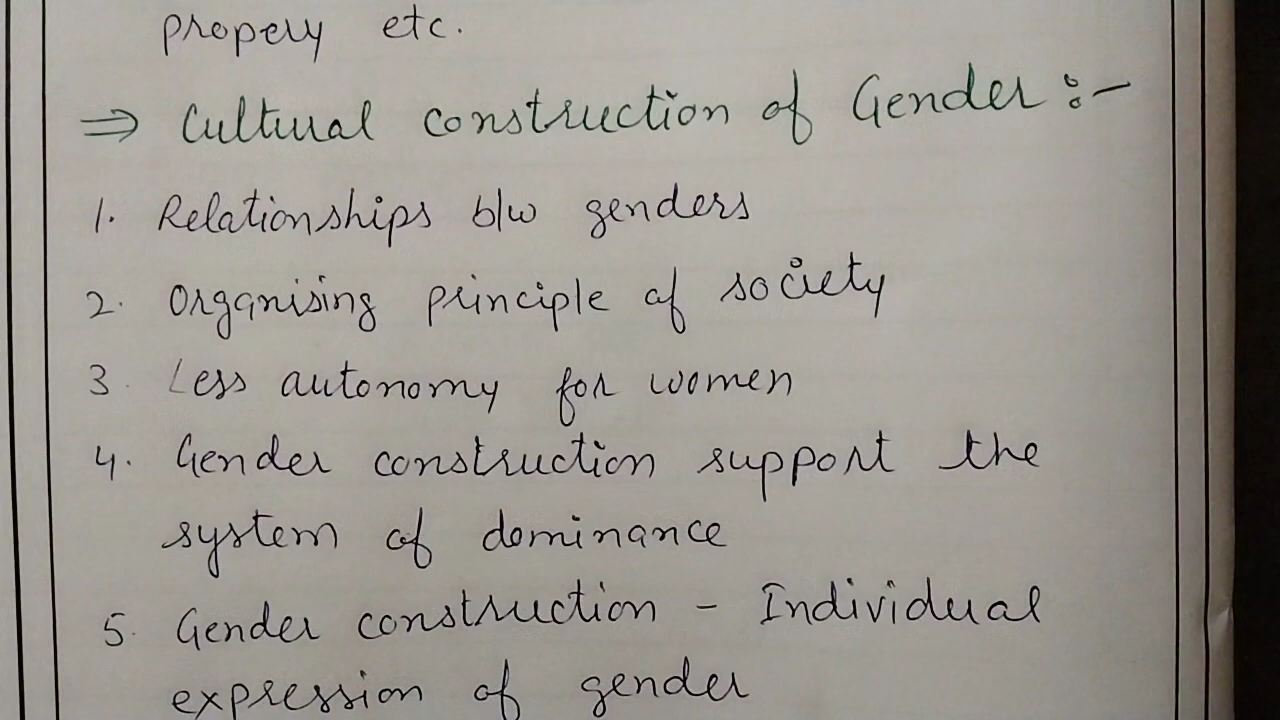 propery etc.
⇒ Cultural construction of Gender :-
1. Relationships b/w genders
2. Organising principle of society
3. Less autonomy for women
4. Gender construction support the
system of dominance
5. Gender construction - Individual
expression of gender